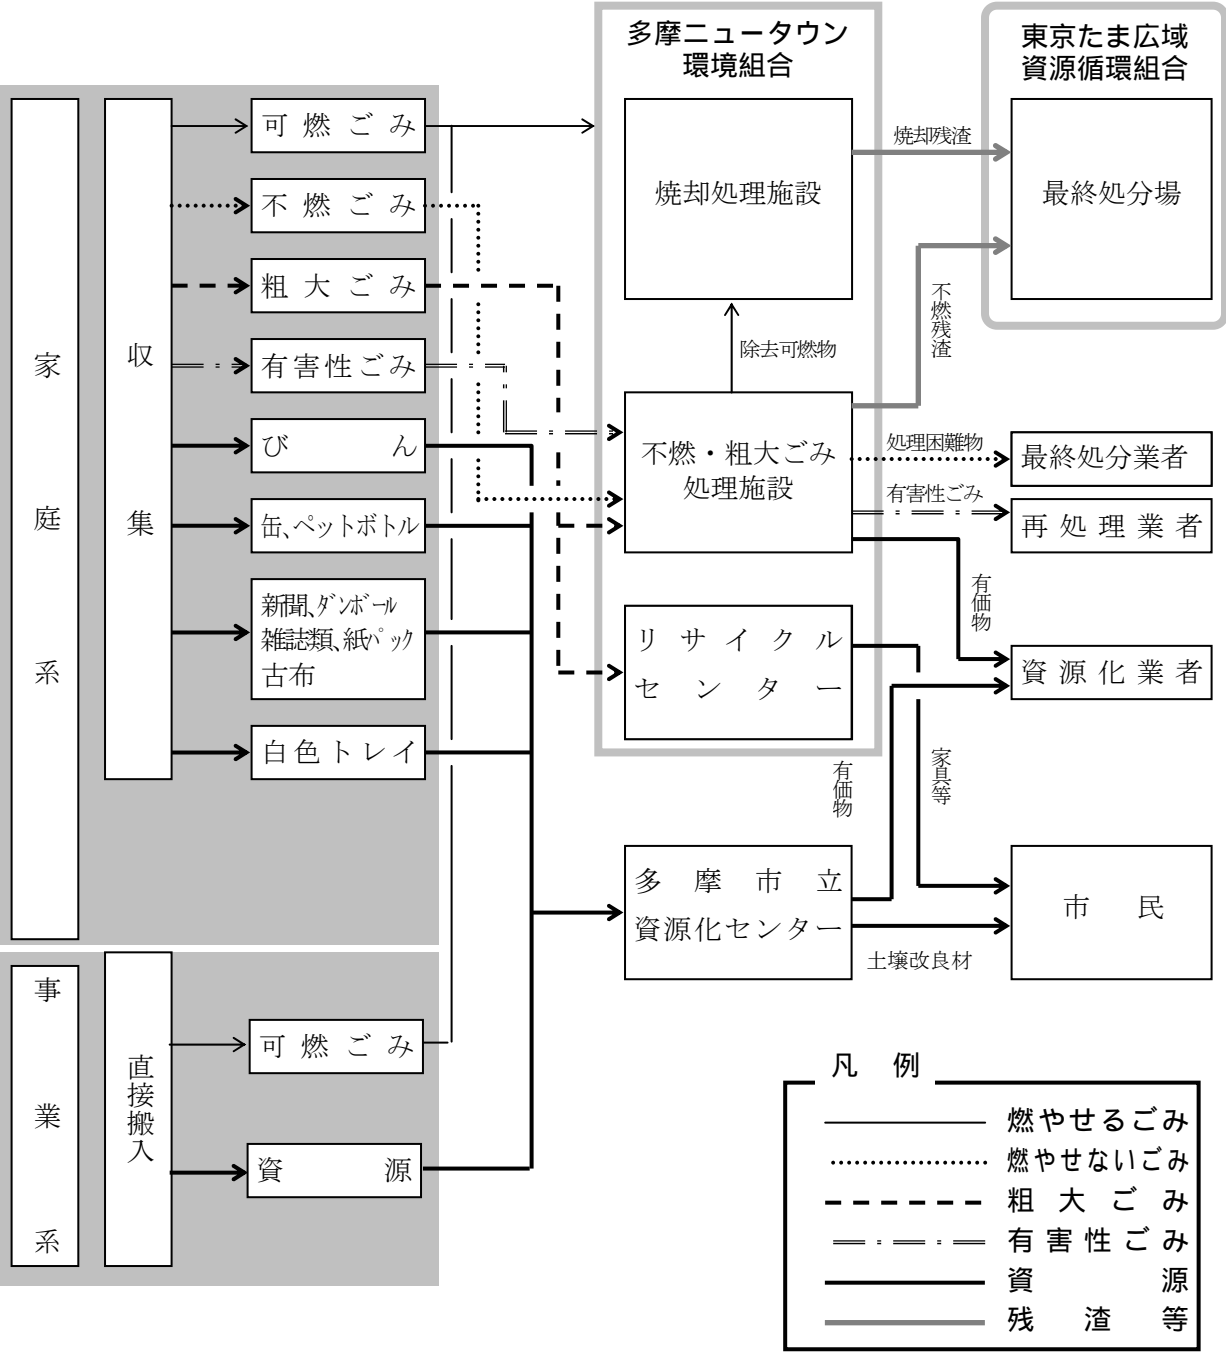 多摩ニュータウン
環境組合
東京たま広域
資源循環組合
家庭系
収集
可燃ごみ
不燃ごみ
粗大ごみ
有害性ごみ
びん
缶、ペットボトル
新聞、ダンボール
雑誌類、紙パック
古布
白色トレイ
焼却処理施設
焼却残渣
最終処分場
不燃残渣
除去可燃物
不燃・粗大ごみ
処理施設
処理困難物
最終処分業者
有害性ごみ
再処理業者
有価物
リサイクル
センター
資源化業者
有価物
家具等
多摩市立
資源化センター
市民
土壌改良材
事業系
直接搬入
可燃ごみ
資源
凡例
燃やせるごみ
燃やせないごみ
粗大ごみ
有害性ごみ
資源
残渣等